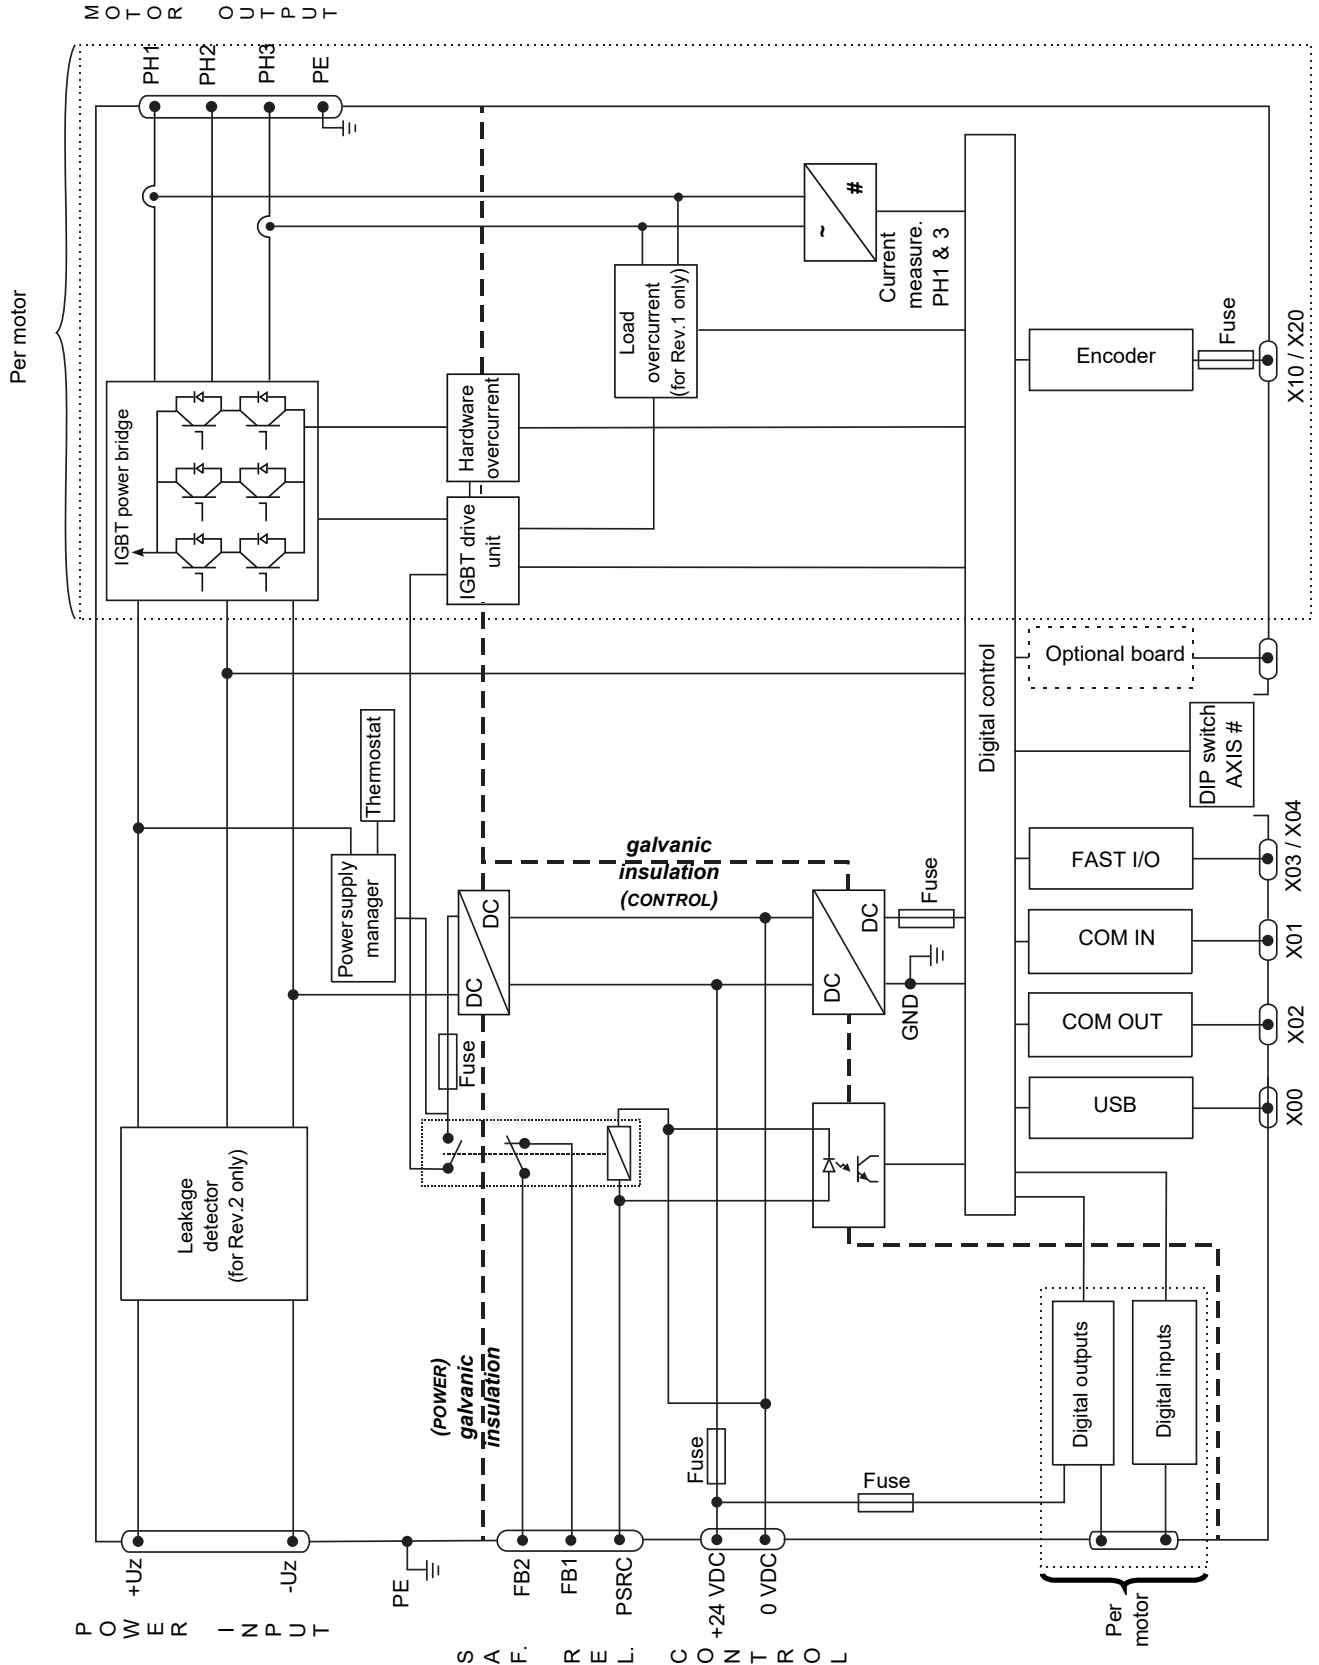 MOTOR OUTPUT
Per motor
PH1
PH2
PH3
PE
IGBT power bridge
Hardware
overcurrent
IGBT drive
unit
Load
overcurrent
(for Rev.1 only)
~
#
Current
measure.
PH1 & 3
Encoder
Fuse
X10 / X20
Digital control
Optional board
DIP switch
AXIS #
Thermostat
Power supply
manager
galvanic
insulation
(CONTROL)
DC
DC
DC
DC
Fuse
GND
Fuse
FAST I/O
X03 / X04
COM IN
X01
COM OUT
X02
USB
X00
Leakage
detector
(for Rev.2 only)
(POWER)
galvanic
insulation
Fuse
Fuse
Digital outputs
Digital inputs
+Uz
-Uz
PE
FB2
FB1
PSRC
+24 VDC
0 VDC
Per
motor
POWER INPUT
SAF. REL.
CONTROL